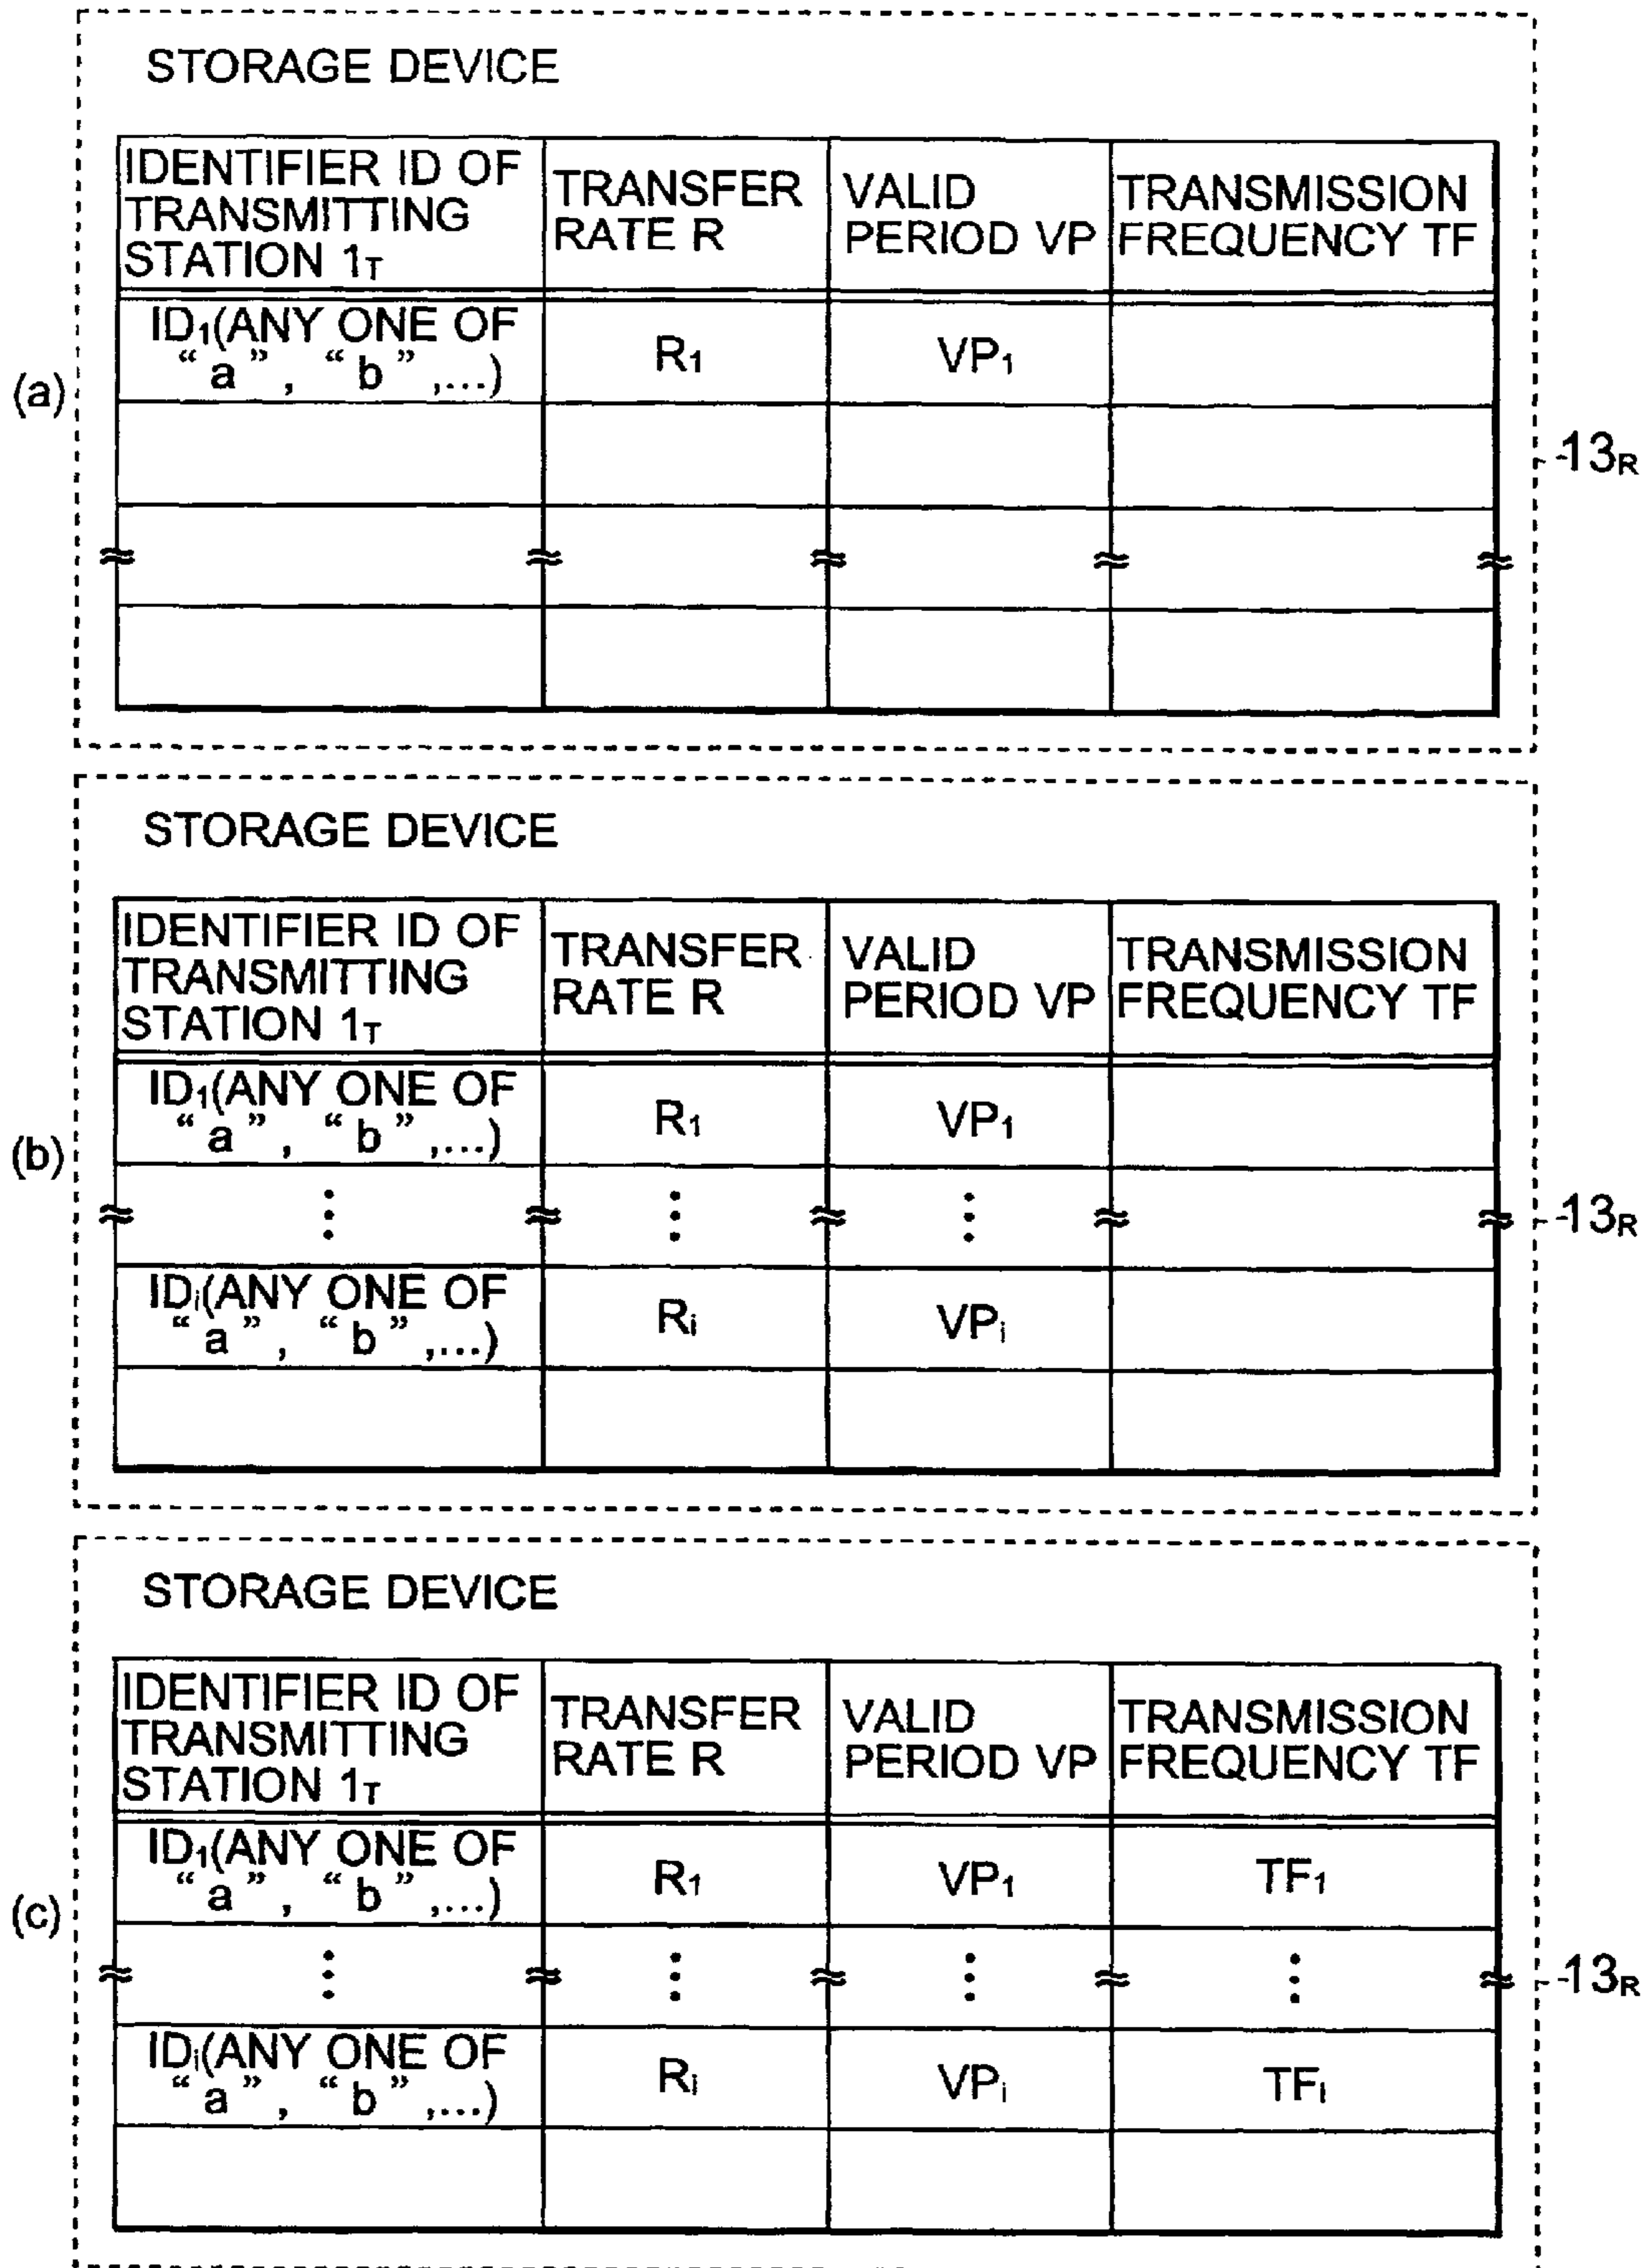 (a)
STORAGE DEVICE
IDENTIFIER ID OF
TRANSMITTING
STATION 1T
TRANSFER
RATE R
VALID
PERIOD VP
TRANSMISSION
FREQUENCY TF
ID1(ANY ONE OF
“a”, “b”,...)
R1
VP1
13R
(b)
STORAGE DEVICE
IDENTIFIER ID OF
TRANSMITTING
STATION 1T
TRANSFER
RATE R
VALID
PERIOD VP
TRANSMISSION
FREQUENCY TF
ID1(ANY ONE OF
“a”, “b”,...)
R1
VP1
IDi(ANY ONE OF
“a”, “b”,...)
Ri
VPi
13R
(c)
STORAGE DEVICE
IDENTIFIER ID OF
TRANSMITTING
STATION 1T
TRANSFER
RATE R
VALID
PERIOD VP
TRANSMISSION
FREQUENCY TF
ID1(ANY ONE OF
“a”, “b”,...)
R1
VP1
TF1
IDi(ANY ONE OF
“a”, “b”,...)
Ri
VPi
TFi
13R